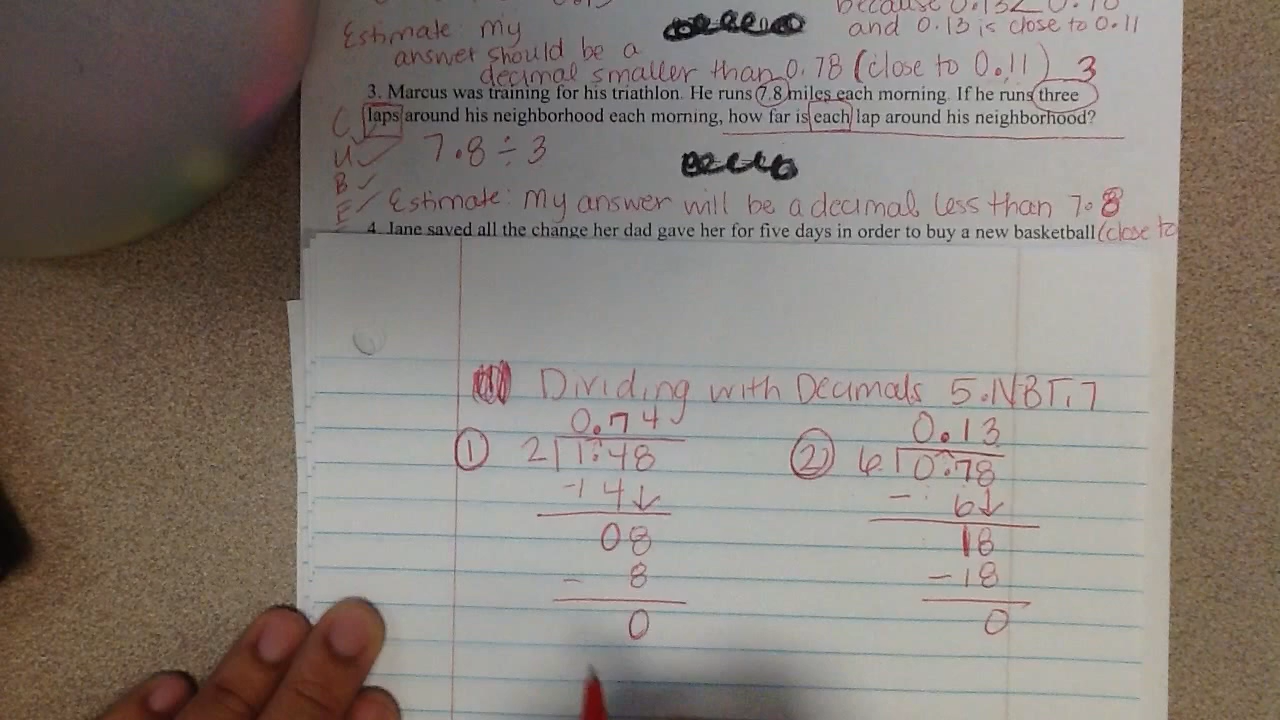 because 0.13 <
Estimate: my
and 0.13 is close to 0.11
answer should be a
decimal smaller than 0.78 (close to 0.11) 3
3. Marcus was training for his triathlon. He runs 7.8 miles each morning. If he runs three
C laps around his neighborhood each morning, how far is each lap around his neighborhood?
U ✓ 7.8 ÷ 3
B ✓
E ✓ Estimate: My answer will be a decimal less than 7.8
4. Jane saved all the change her dad gave her for five days in order to buy a new basketball (close to
Dividing with Decimals 5.NBT.7
0.74
① 2 1.48
-14↓
08
- 8
0
0.13
② 6 0.78
- 6↓
18
-18
0